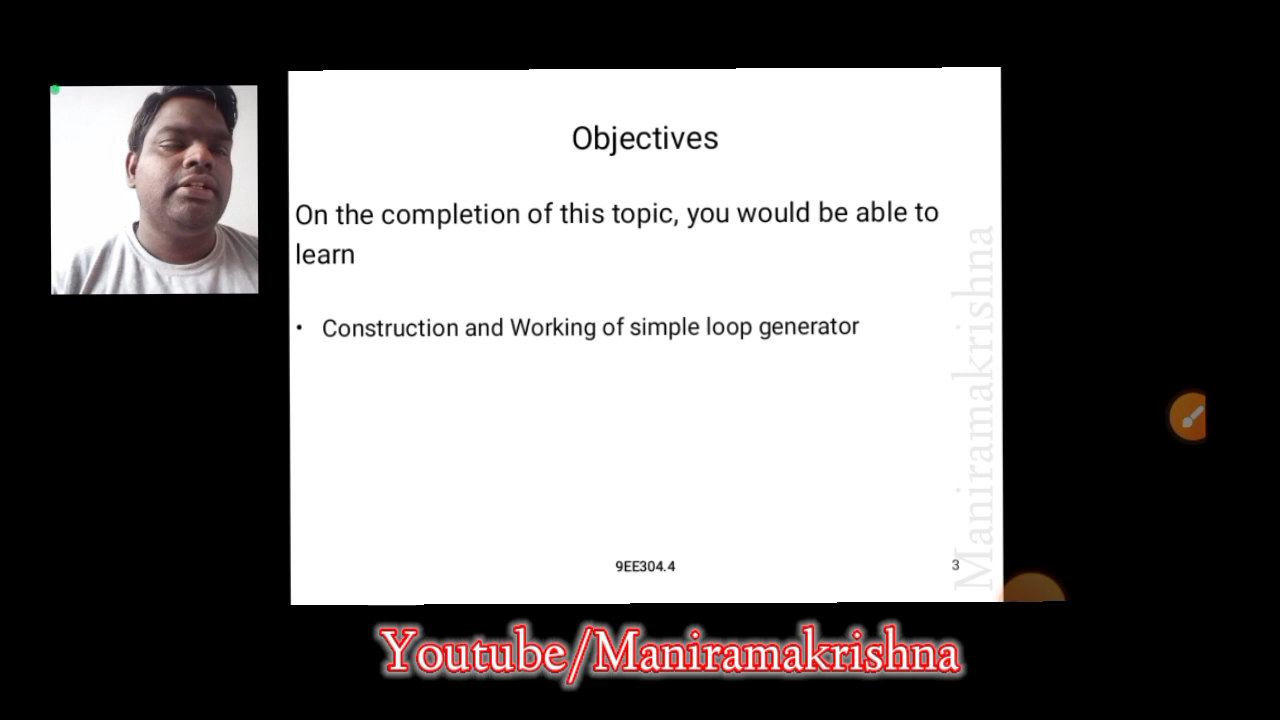 Objectives
On the completion of this topic, you would be able to
learn
• Construction and Working of simple loop generator
Maniramakrishna
9EE304.4
3
Youtube/Maniramakrishna